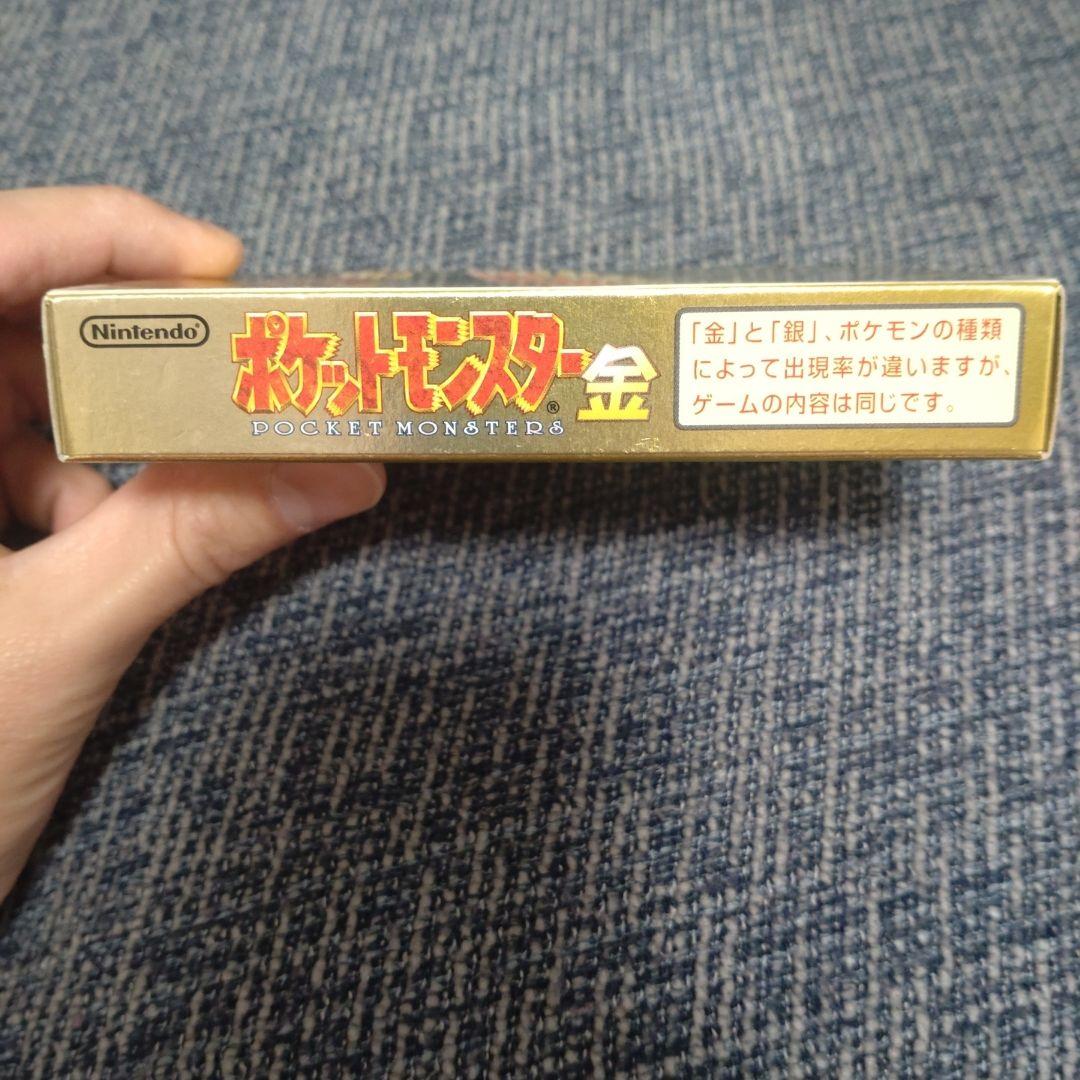 Nintendo®
ポケットモンスター®金
POCKET MONSTERS
「金」と「銀」、ポケモンの種類
によって出現率が違いますが、
ゲームの内容は同じです。